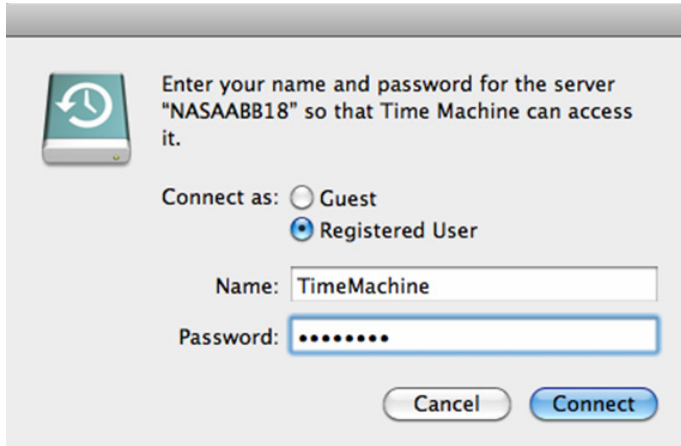 Enter your name and password for the server
“NASAABB18” so that Time Machine can access
it.
Connect as: Guest
Registered User
Name: TimeMachine
Password: ••••••••
Cancel Connect